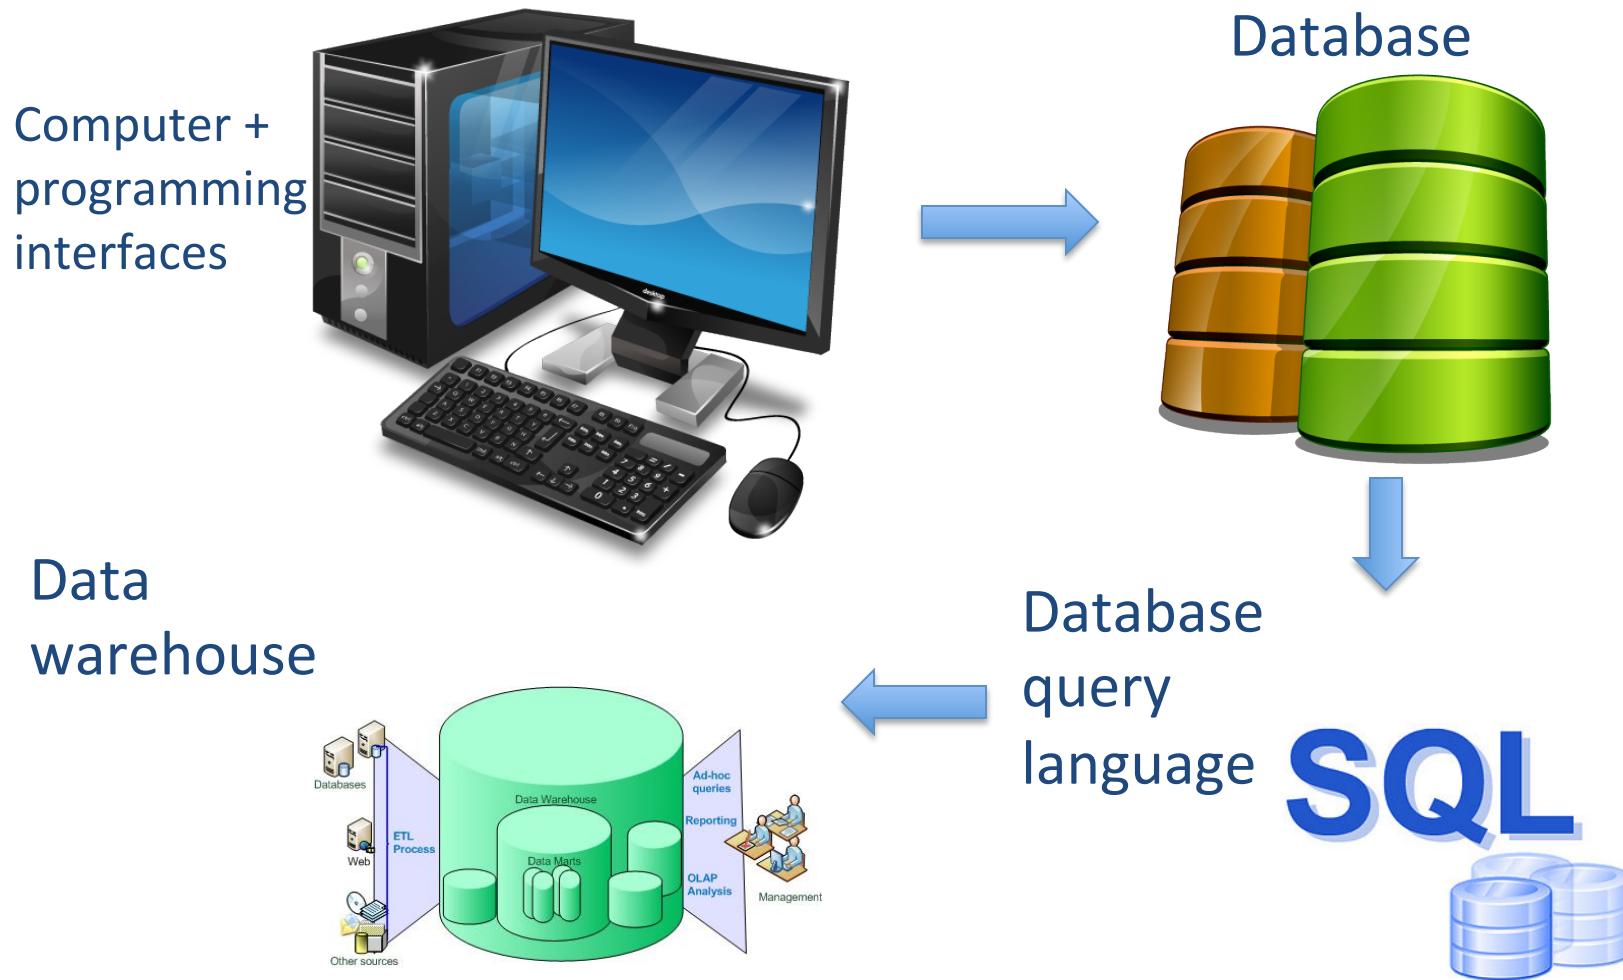 Database
Computer +
programming
interfaces
desktop
Data
warehouse
Database
query
language
SQL
Databases
Web
Other sources
ETL
Process
Data Warehouse
Data Marts
Ad-hoc
queries
Reporting
OLAP
Analysis
Management